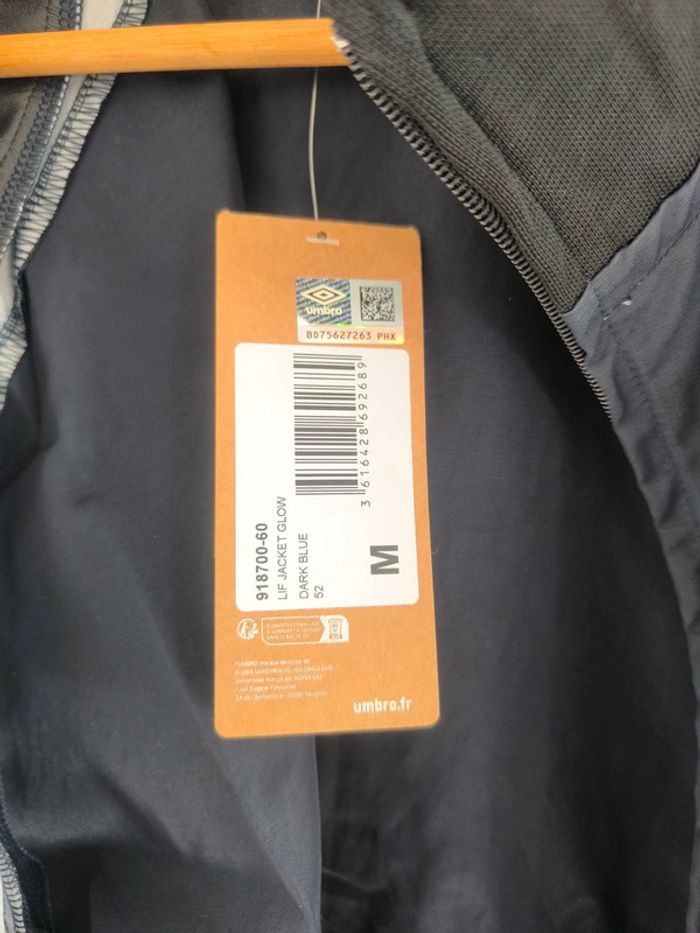 umbro
BD75627263 PHX
3 616428 692689
918700-60
LIF JACKET GLOW
DARK BLUE
52
M
umbro.fr